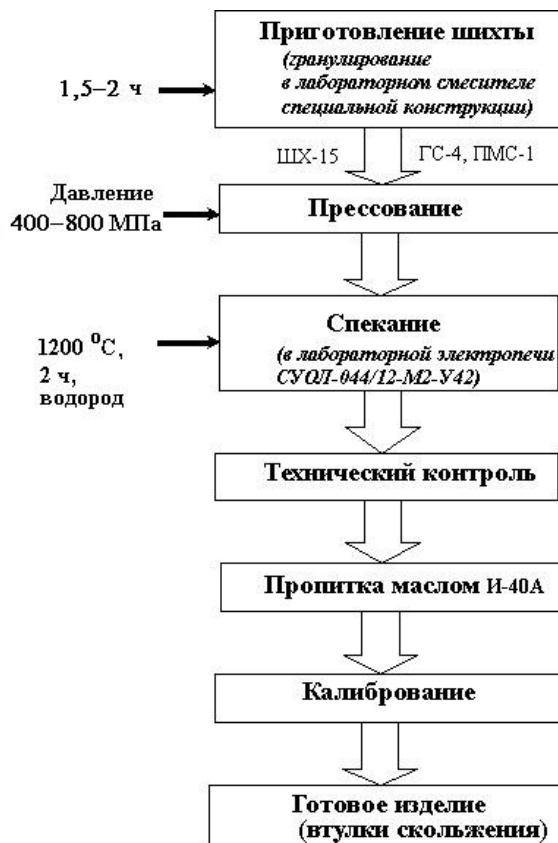 Приготовление шихты
(гранулирование
в лабораторном смесителе
специальной конструкции)
1,5–2 ч
ШХ-15
ГС-4, ПМС-1
Давление
400–800 МПа
Прессование
Спекание
(в лабораторной электропечи
СУОЛ-044/12-М2-У42)
1200 ⁰С,
2 ч,
водород
Технический контроль
Пропитка маслом И-40А
Калибрование
Готовое изделие
(втулки скольжения)